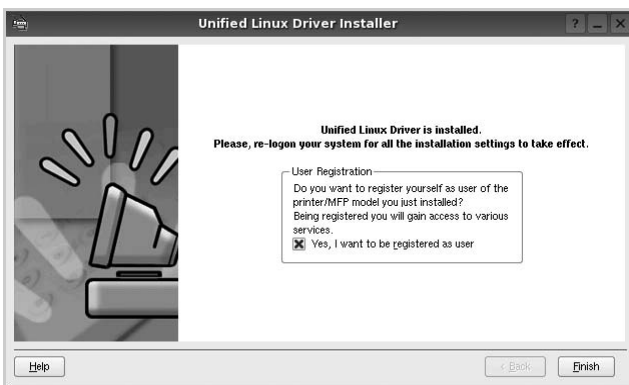 Unified Linux Driver Installer
Unified Linux Driver is installed.
Please, re-logon your system for all the installation settings to take effect.
User Registration
Do you want to register yourself as user of the
printer/MFP model you just installed?
Being registered you will gain access to various
services.
Yes, I want to be registered as user
Help
< Back
Finish